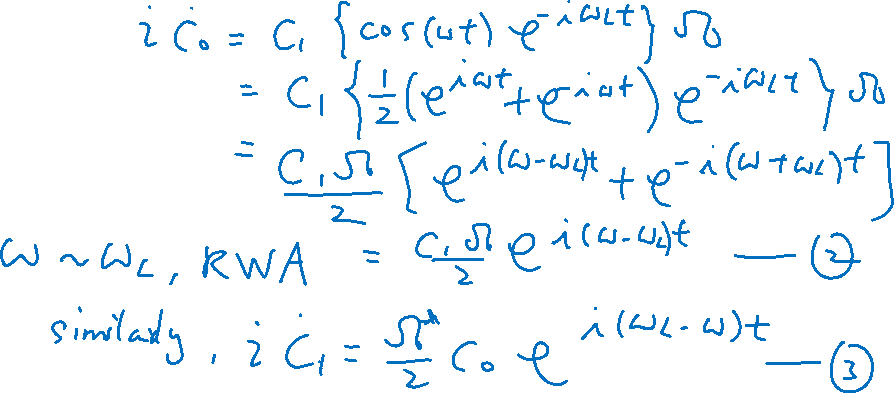 i ċ₀ = C₁ {cos(ωt) e^{-iω_L t}} Ω
= C₁ {1/2 (e^{iωt} + e^{-iωt}) e^{-iω_L t}} Ω
= C₁Ω/2 [e^{i(ω-ω_L)t} + e^{-i(ω+ω_L)t}]
ω ~ ω_L, RWA = C₁Ω/2 e^{i(ω-ω_L)t} — ②
similarly, i ċ₁ = Ω*/2 C₀ e^{i(ω_L-ω)t} — ③